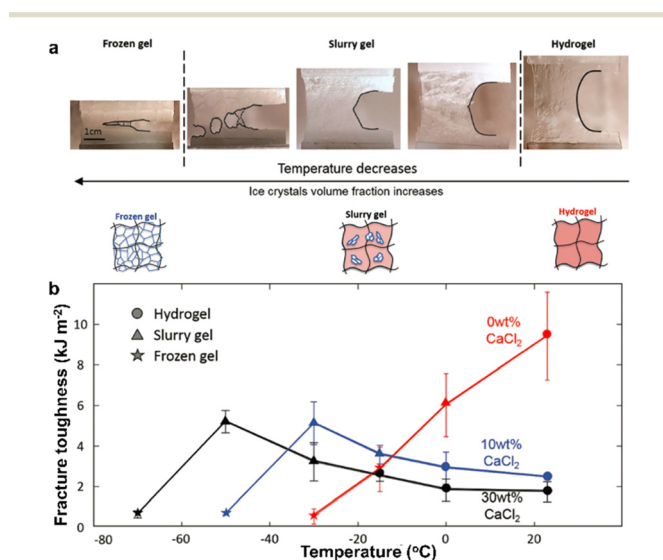 a
Frozen gel
Slurry gel
Hydrogel
1cm
Temperature decreases
Ice crystals volume fraction increases
Frozen gel
Slurry gel
Hydrogel
b
Fracture toughness (kJ m⁻²)
10
8
6
4
2
0
Hydrogel
Slurry gel
Frozen gel
0wt%
CaCl₂
10wt%
CaCl₂
30wt%
CaCl₂
-80
-60
-40
-20
0
20
Temperature (°C)